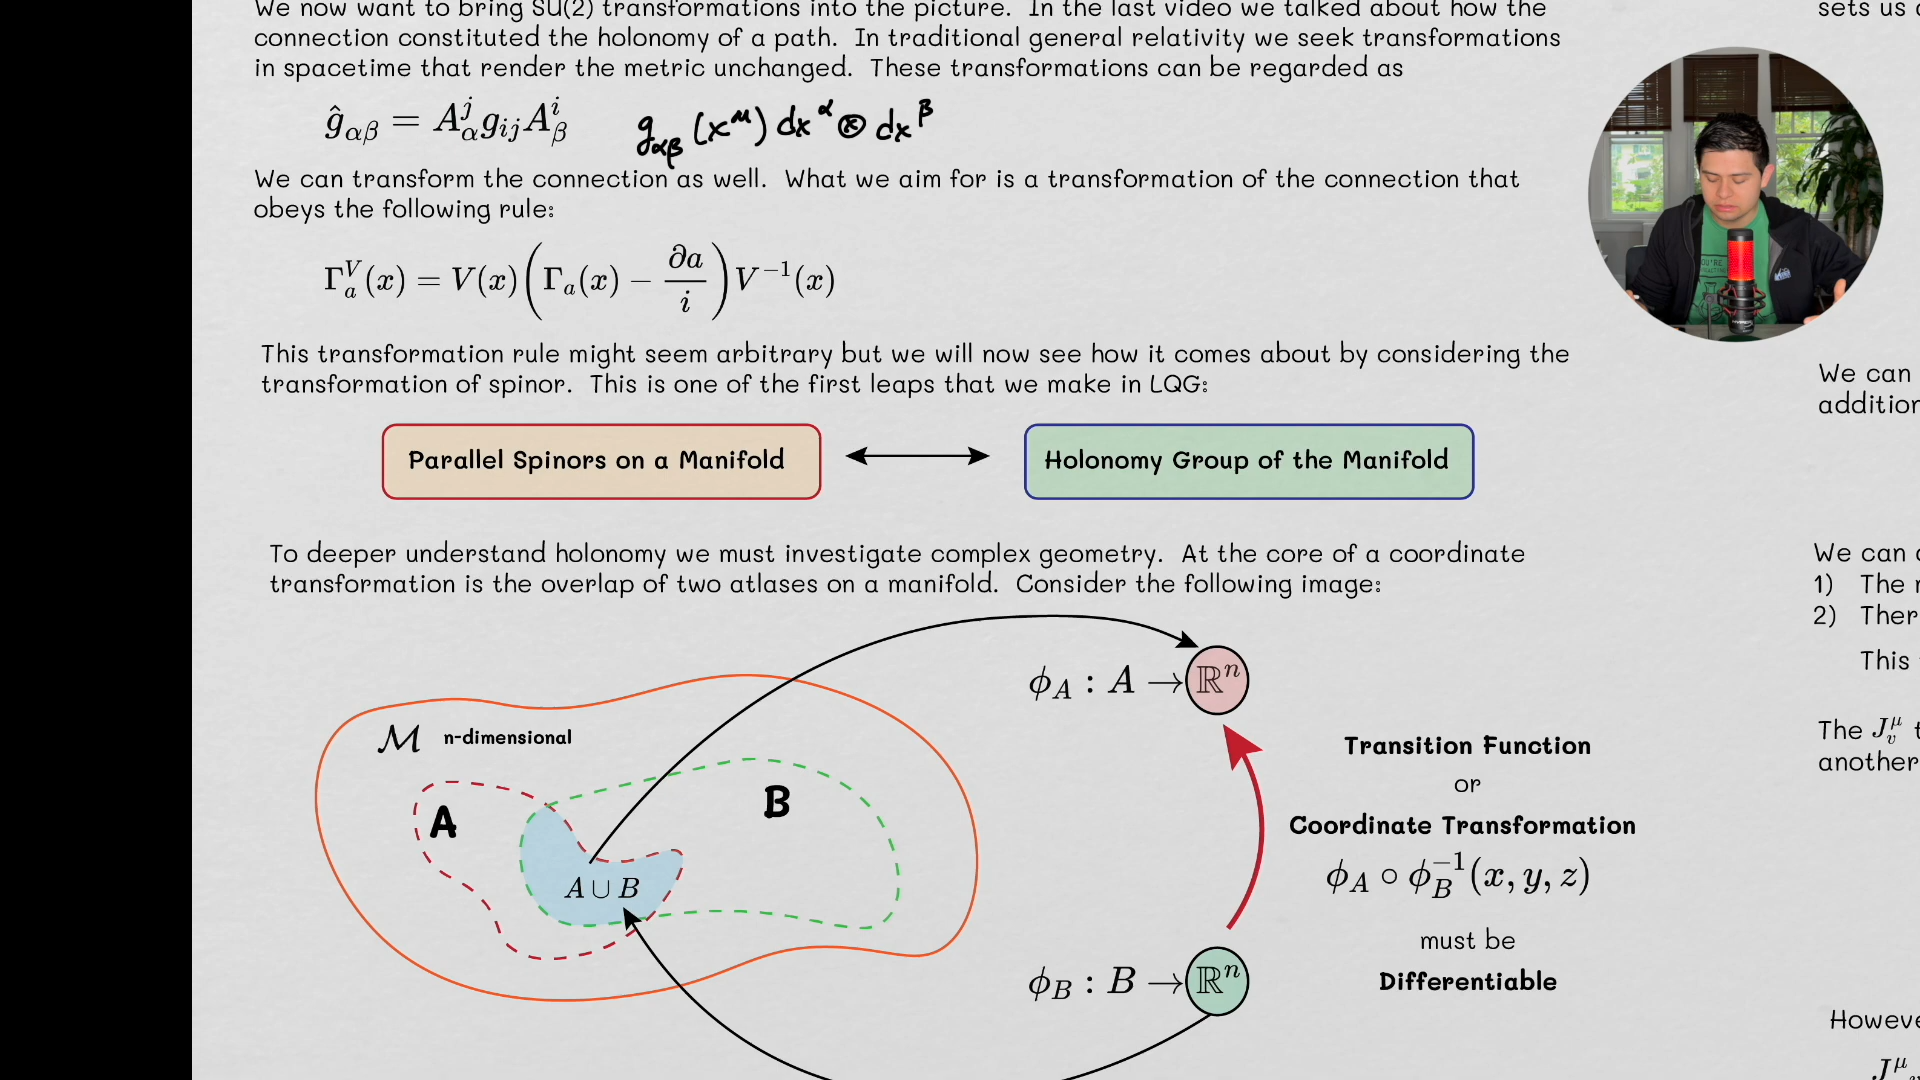 We now want to bring SU(2) transformations into the picture. In the last video we talked about how the
connection constituted the holonomy of a path. In traditional general relativity we seek transformations
in spacetime that render the metric unchanged. These transformations can be regarded as
ĝ_{αβ} = A^j_α g_{ij} A^i_β
g_{αβ} (x^μ) dx^α ⊗ dx^β
We can transform the connection as well. What we aim for is a transformation of the connection that
obeys the following rule:
Γ^V_a(x) = V(x)(Γ_a(x) − ∂a/i)V^{−1}(x)
This transformation rule might seem arbitrary but we will now see how it comes about by considering the
transformation of spinor. This is one of the first leaps that we make in LQG:
Parallel Spinors on a Manifold
Holonomy Group of the Manifold
To deeper understand holonomy we must investigate complex geometry. At the core of a coordinate
transformation is the overlap of two atlases on a manifold. Consider the following image:
M n-dimensional
A
B
A ∪ B
ϕ_A : A → ℝ^n
Transition Function
or
Coordinate Transformation
ϕ_A ∘ ϕ_B^{−1}(x, y, z)
must be
Differentiable
ϕ_B : B → ℝ^n
sets us
We can
addition
We can
1) The
2) Ther
This
The J^μ_v
another
Howeve
J^μ